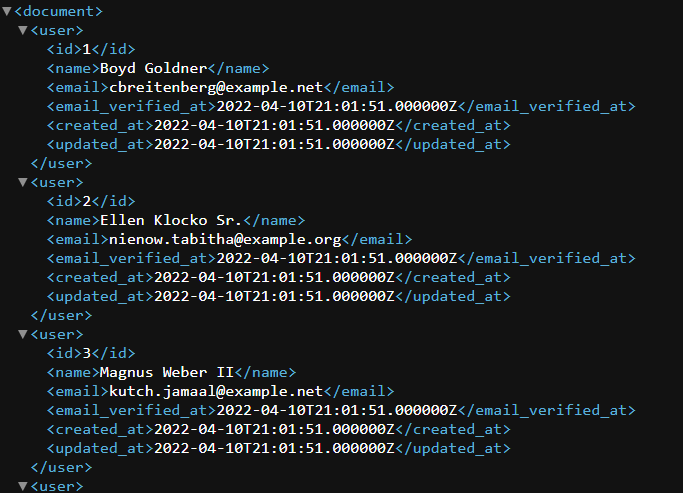 ▼<document>
▼<user>
<id>1</id>
<name>Boyd Goldner</name>
<email>cbreitenberg@example.net</email>
<email_verified_at>2022-04-10T21:01:51.000000Z</email_verified_at>
<created_at>2022-04-10T21:01:51.000000Z</created_at>
<updated_at>2022-04-10T21:01:51.000000Z</updated_at>
</user>
▼<user>
<id>2</id>
<name>Ellen Klocko Sr.</name>
<email>nienow.tabitha@example.org</email>
<email_verified_at>2022-04-10T21:01:51.000000Z</email_verified_at>
<created_at>2022-04-10T21:01:51.000000Z</created_at>
<updated_at>2022-04-10T21:01:51.000000Z</updated_at>
</user>
▼<user>
<id>3</id>
<name>Magnus Weber II</name>
<email>kutch.jamaal@example.net</email>
<email_verified_at>2022-04-10T21:01:51.000000Z</email_verified_at>
<created_at>2022-04-10T21:01:51.000000Z</created_at>
<updated_at>2022-04-10T21:01:51.000000Z</updated_at>
</user>
▼<user>